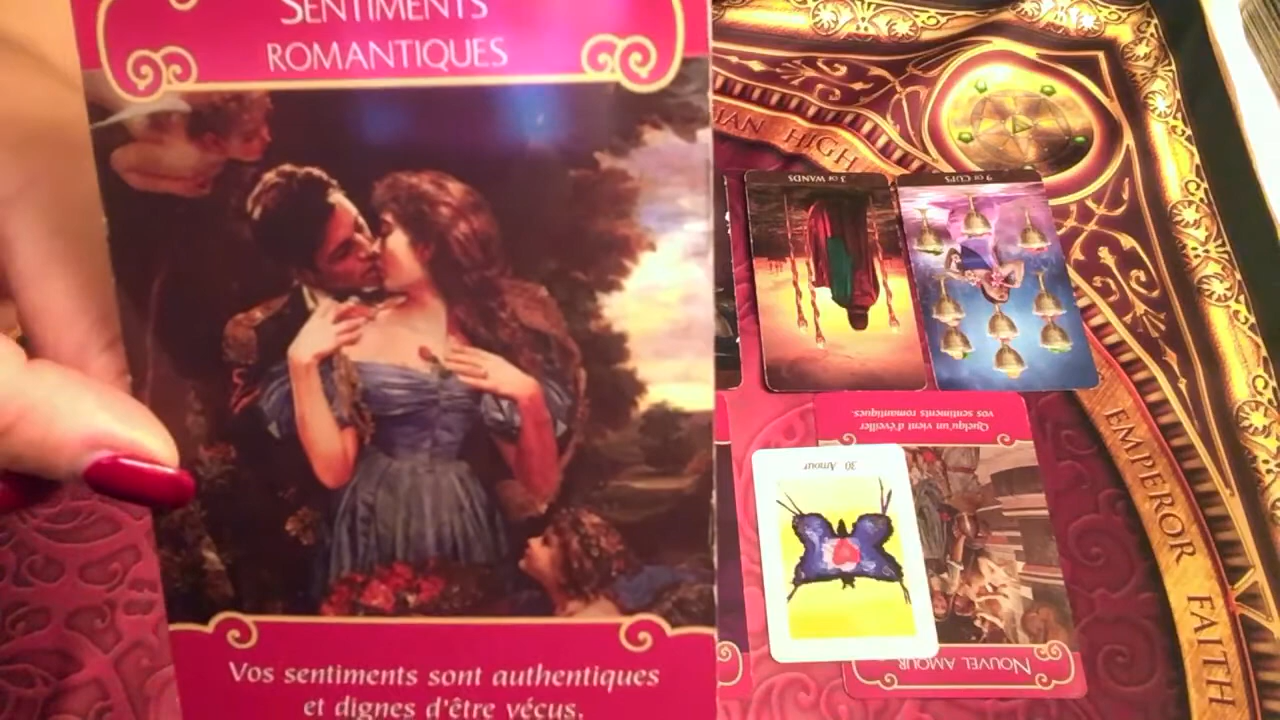 SENTIMENTS
ROMANTIQUES
Vos sentiments sont authentiques
et dignes d'être vécus.
HIGH
3 OF WANDS
9 OF CUPS
Quelqu'un vient d'éveiller
vos sentiments romantiques.
30 Amour
NOUVEL AMOUR
EMPEROR FAITH